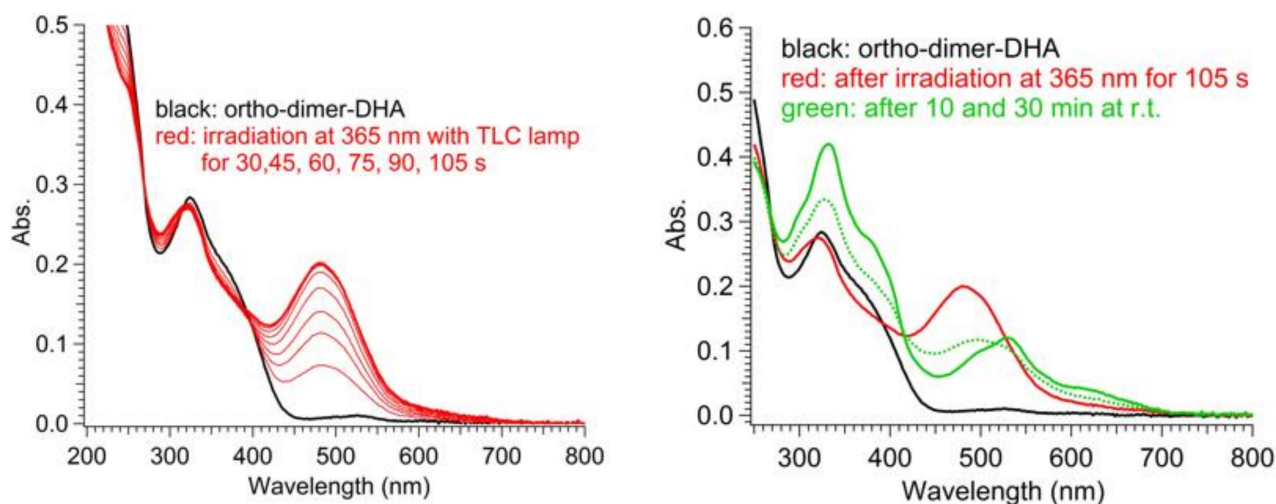 0.5
0.4
0.3
0.2
0.1
0.0
Abs.
black: ortho-dimer-DHA
red: irradiation at 365 nm with TLC lamp
for 30,45, 60, 75, 90, 105 s
200 300 400 500 600 700 800
Wavelength (nm)
0.6
0.5
0.4
0.3
0.2
0.1
0.0
Abs.
black: ortho-dimer-DHA
red: after irradiation at 365 nm for 105 s
green: after 10 and 30 min at r.t.
300 400 500 600 700 800
Wavelength (nm)